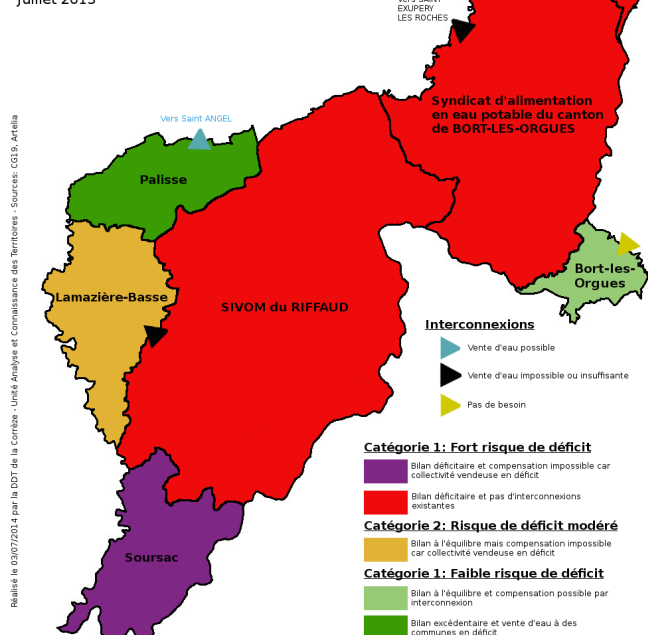 Juillet 2013
Vers SAINT
EXUPERY
LES ROCHES
Vers Saint ANGEL
Syndicat d'alimentation
en eau potable du canton
de BORT-LES-ORGUES
Palisse
Bort-les-
Orgues
Lamazière-Basse
SIVOM du RIFFAUD
Interconnexions
Vente d'eau possible
Vente d'eau impossible ou insuffisante
Pas de besoin
Catégorie 1: Fort risque de déficit
Bilan déficitaire et compensation impossible car
collectivité vendeuse en déficit
Bilan déficitaire et pas d'interconnexions
existantes
Catégorie 2: Risque de déficit modéré
Bilan à l'équilibre mais compensation impossible
car collectivité vendeuse en déficit
Catégorie 1: Faible risque de déficit
Bilan à l'équilibre et compensation possible par
interconnexion
Bilan excédentaire et vente d'eau à des
communes en déficit
Soursac
Réalisé le 03/07/2014 par la DDT de la Corrèze - Unité Analyse et Connaissance des Territoires - Sources: CG19, Artelia